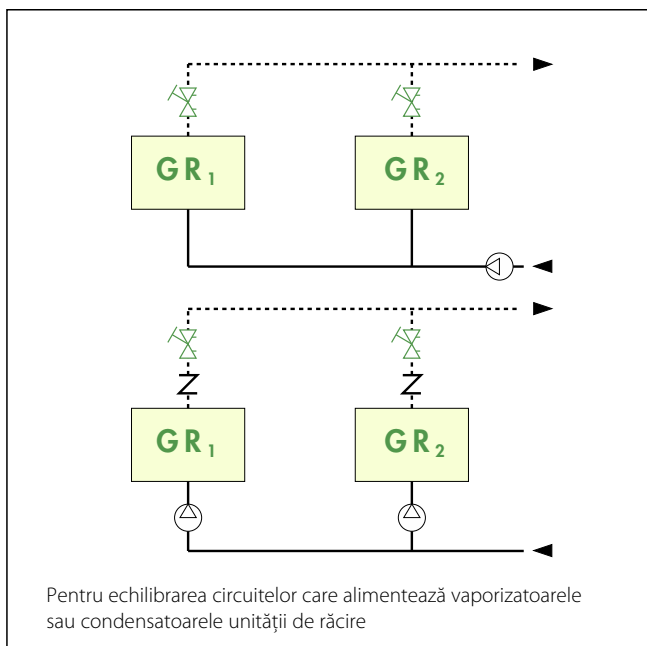 GR₁ GR₂
GR₁ GR₂
Pentru echilibrarea circuitelor care alimentează vaporizatoarele
sau condensatoarele unității de răcire